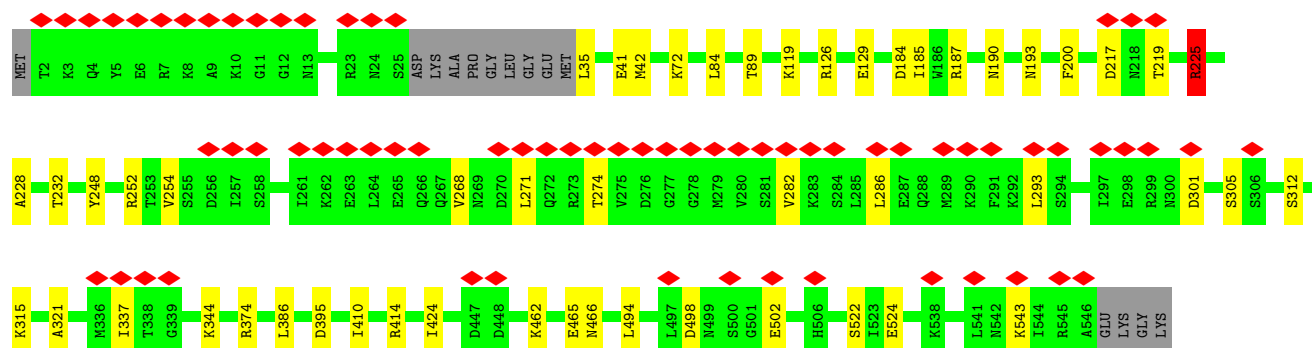 MET T2 K3 Q4 Y5 E6 R7 K8 A9 K10 G11 G12 N13 R23 N24 S25 ASP LYS ALA PRO GLY LEU GLY GLU MET L35 E41 M42 K72 L84 T89 K119 R126 E129 D184 I185 W186 R187 N190 N193 F200 D217 N218 T219 R225
A228 T232 Y248 R252 T253 V254 S255 D256 I257 S258 I261 K262 E263 L264 E265 Q266 Q267 V268 N269 D270 L271 Q272 R273 T274 V275 D276 G277 G278 M279 V280 S281 V282 K283 S284 L285 L286 E287 Q288 M289 K290 F291 K292 L293 S294 I297 E298 R299 N300 D301 S305 S306 S312
K315 A321 M336 I337 T338 G339 K344 R374 L386 D395 I410 R414 I424 D447 D448 K462 E465 N466 L494 L497 D498 N499 S500 G501 E502 H506 S522 I523 E524 K538 L541 N542 K543 I544 R545 A546 GLU LYS GLY LYS